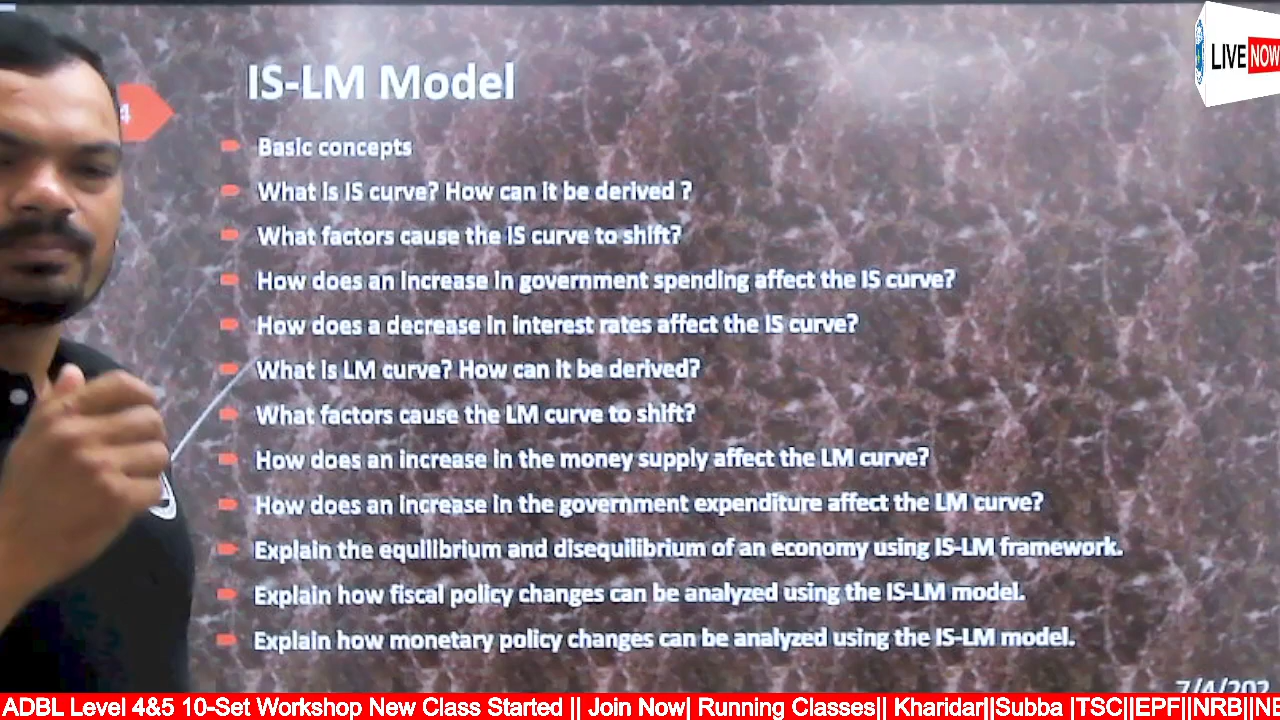 4
LIVE NOW
IS-LM Model
Basic concepts
What is IS curve? How can it be derived ?
What factors cause the IS curve to shift?
How does an increase in government spending affect the IS curve?
How does a decrease in interest rates affect the IS curve?
What is LM curve? How can it be derived?
What factors cause the LM curve to shift?
How does an increase in the money supply affect the LM curve?
How does an increase in the government expenditure affect the LM curve?
Explain the equilibrium and disequilibrium of an economy using IS-LM framework.
Explain how fiscal policy changes can be analyzed using the IS-LM model.
Explain how monetary policy changes can be analyzed using the IS-LM model.
7/4/202
ADBL Level 4&5 10-Set Workshop New Class Started || Join Now| Running Classes|| Kharidar||Subba |TSC||EPF||NRB||NE